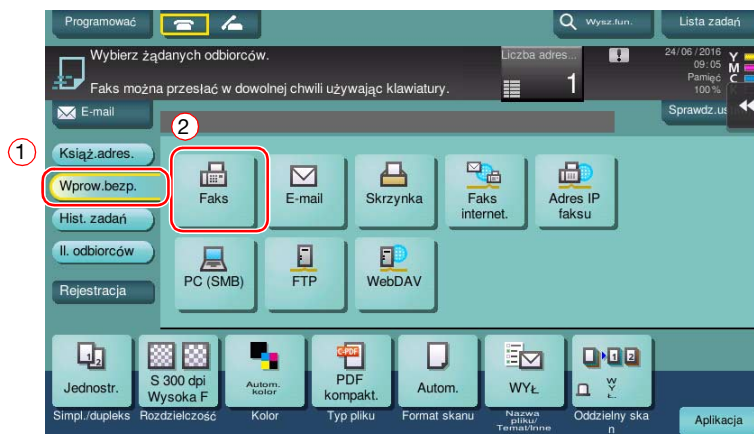 Programować
Wysz.fun.
Lista zadań
Wybierz żądanych odbiorców.
Faks można przesłać w dowolnej chwili używając klawiatury.
Liczba adres...
1
24/06/2016
09:05
Pamięć
100%
Y
M
C
K
E-mail
Sprawdz.us
1
2
Książ.adres.
Wprow.bezp.
Hist. zadań
Il. odbiorców
Rejestracja
Faks
E-mail
Skrzynka
Faks
internet.
Adres IP
faksu
PC (SMB)
FTP
WebDAV
Jednostr.
S 300 dpi
Wysoka F
Autom.
kolor
PDF
kompakt.
Autom.
WYŁ
WYŁ
Simpl./dupleks
Rozdzielczość
Kolor
Typ pliku
Format skanu
Nazwa
pliku/
Temat/Inne
Oddzielny ska
n
Aplikacja